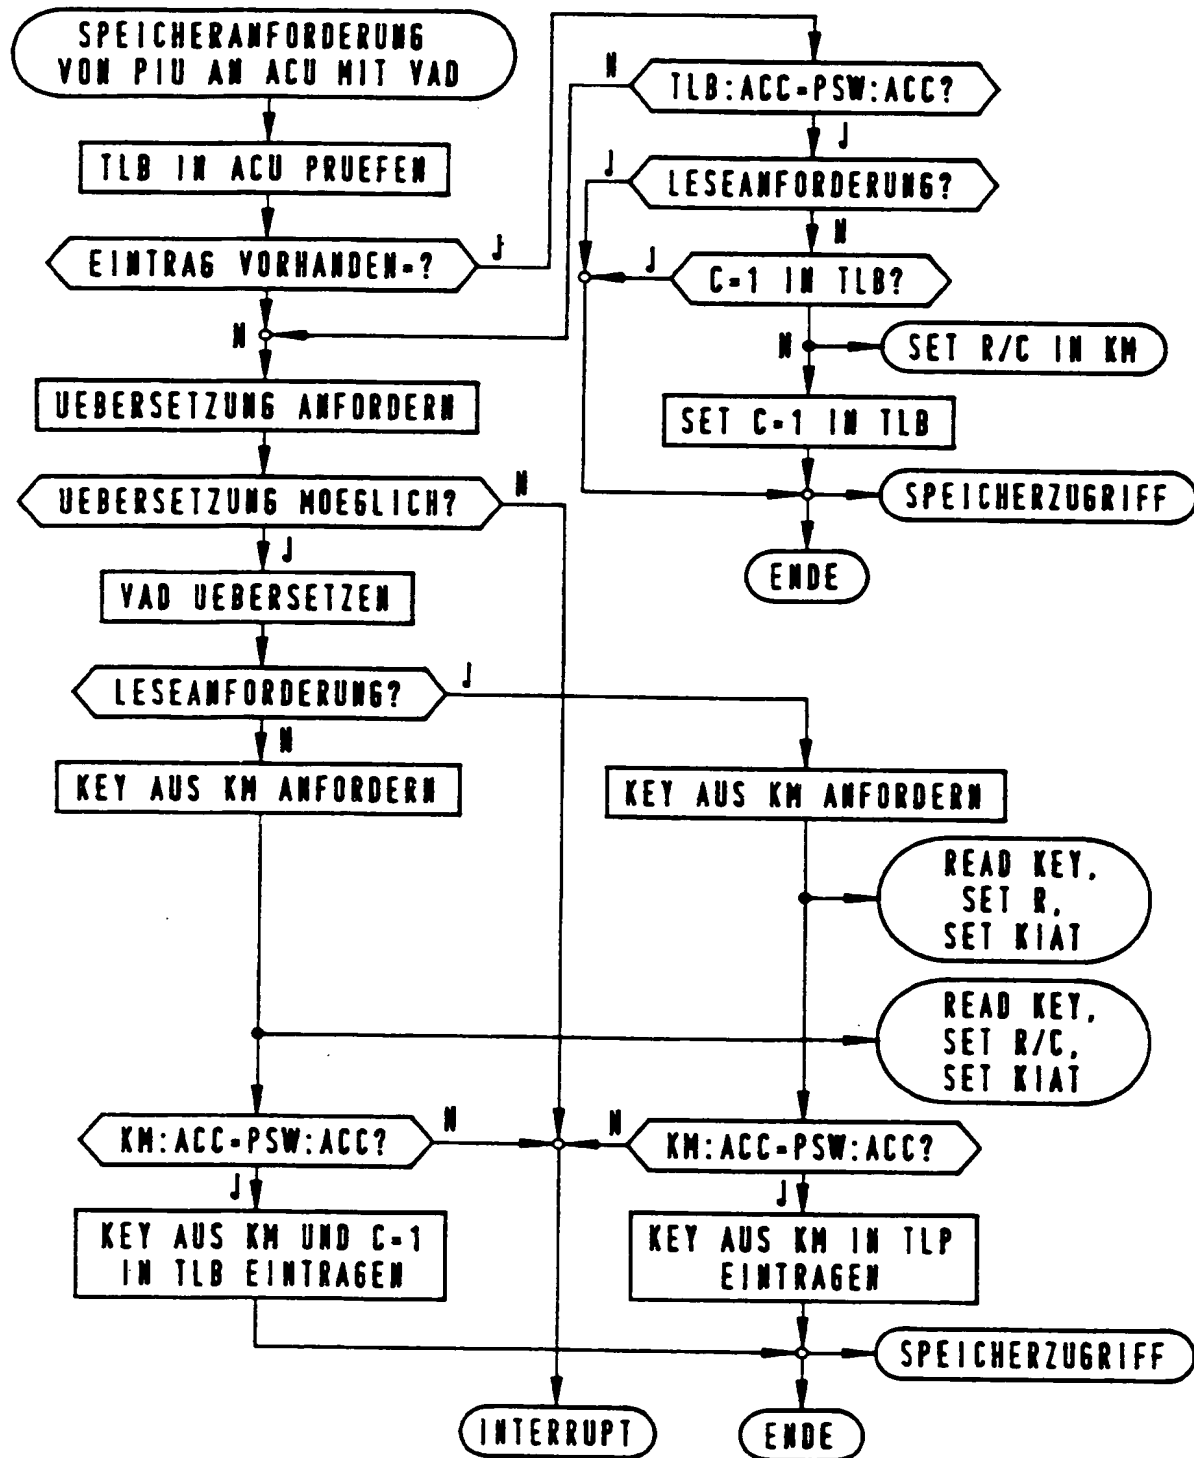 SPEICHERANFORDERUNG
VON PIU AN ACU MIT VAD
TLB IN ACU PRUEFEN
EINTRAG VORHANDEN=?
J
N
UEBERSETZUNG ANFORDERN
UEBERSETZUNG MOEGLICH?
N
J
VAD UEBERSETZEN
LESEANFORDERUNG?
J
N
KEY AUS KM ANFORDERN
KM:ACC=PSW:ACC?
N
J
KEY AUS KM UND C=1
IN TLB EINTRAGEN
INTERRUPT
N
TLB:ACC=PSW:ACC?
J
J
LESEANFORDERUNG?
N
J
C=1 IN TLB?
N
SET R/C IN KM
SET C=1 IN TLB
SPEICHERZUGRIFF
ENDE
KEY AUS KM ANFORDERN
READ KEY,
SET R,
SET KIAT
READ KEY,
SET R/C,
SET KIAT
N
KM:ACC=PSW:ACC?
J
KEY AUS KM IN TLP
EINTRAGEN
SPEICHERZUGRIFF
ENDE